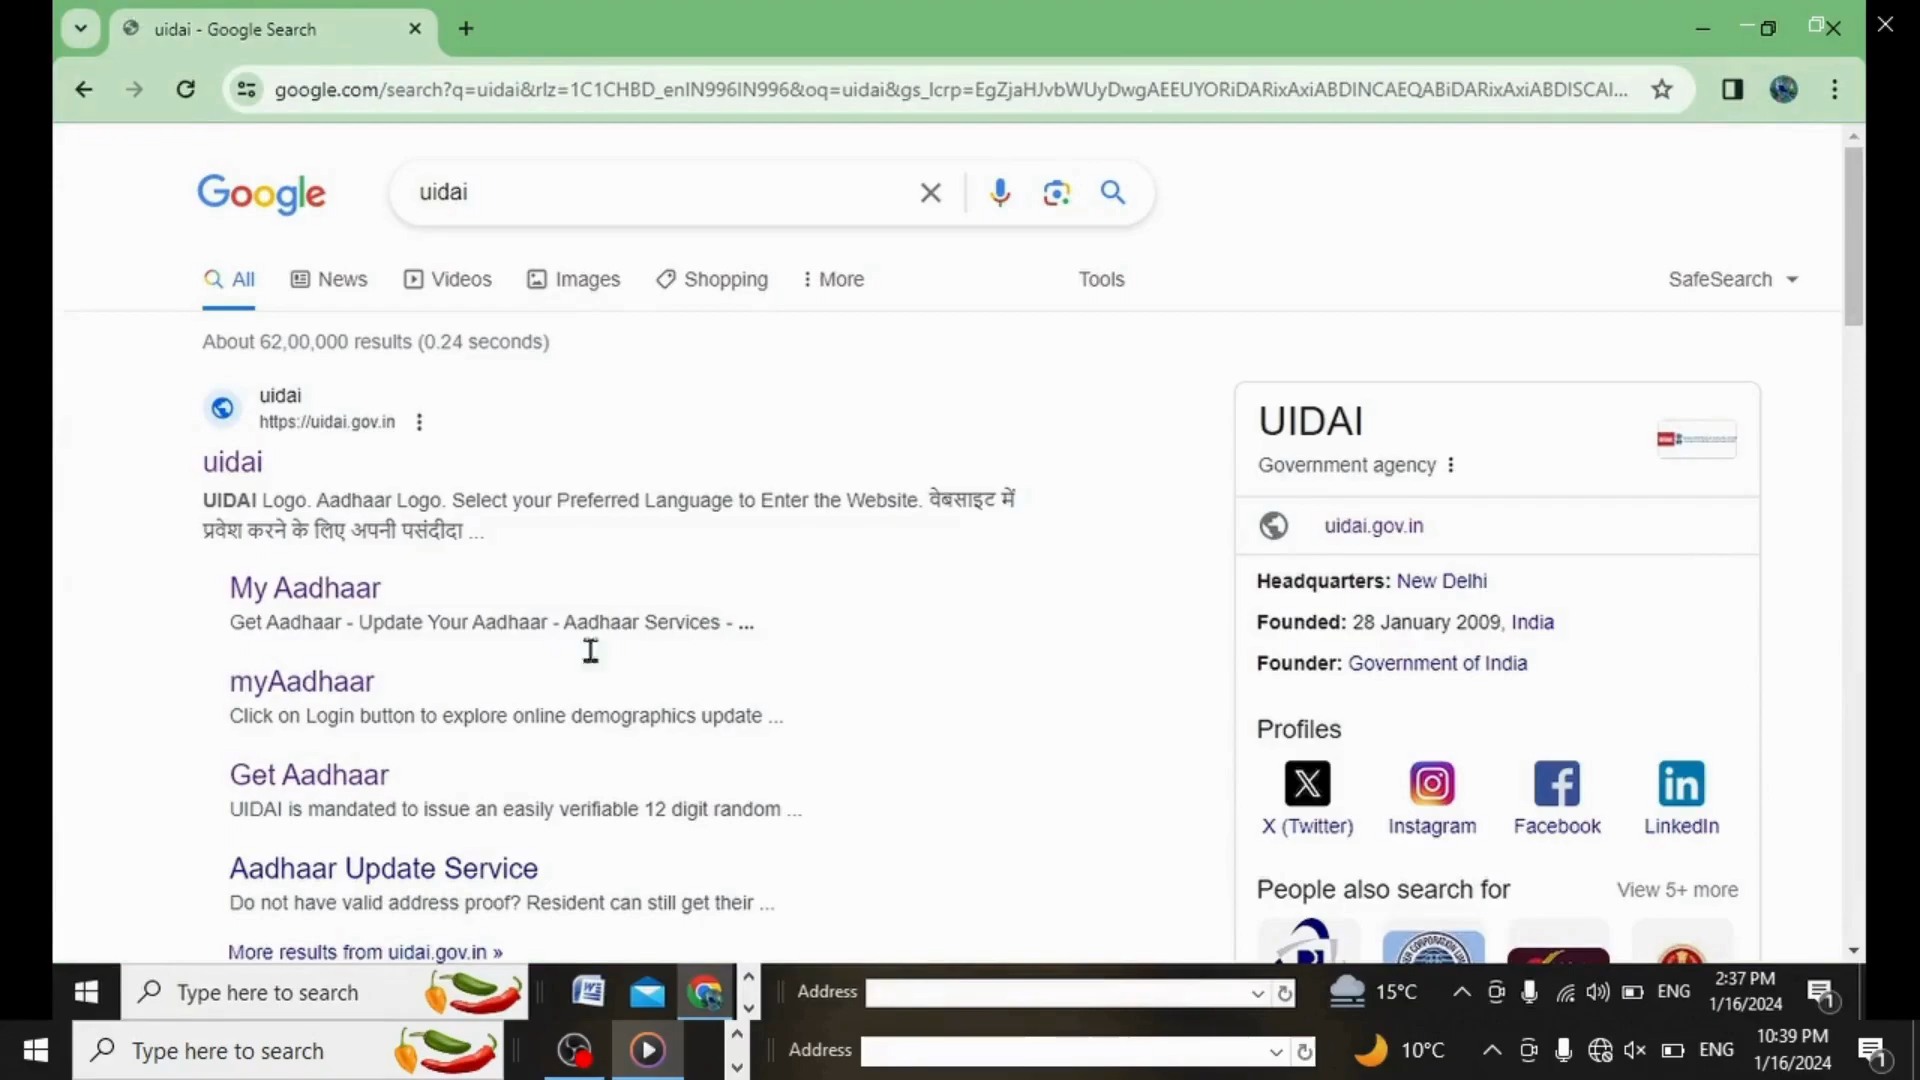 uidai - Google Search
google.com/search?q=uidai&rlz=1C1CHBD_enIN996IN996&oq=uidai&gs_lcrp=EgZjaHJvbWUyDwgAEEUYORiDARixAxiABDINCAEQABiDARixAxiABDISCAI...
Google
uidai
All
News
Videos
Images
Shopping
More
Tools
SafeSearch
About 62,00,000 results (0.24 seconds)
uidai
https://uidai.gov.in
uidai
UIDAI Logo. Aadhaar Logo. Select your Preferred Language to Enter the Website. वेबसाइट में
प्रवेश करने के लिए अपनी पसंदीदा ...
My Aadhaar
Get Aadhaar - Update Your Aadhaar - Aadhaar Services - ...
myAadhaar
Click on Login button to explore online demographics update ...
Get Aadhaar
UIDAI is mandated to issue an easily verifiable 12 digit random ...
Aadhaar Update Service
Do not have valid address proof? Resident can still get their ...
More results from uidai.gov.in »
UIDAI
Government agency
uidai.gov.in
Headquarters: New Delhi
Founded: 28 January 2009, India
Founder: Government of India
Profiles
X (Twitter)
Instagram
Facebook
LinkedIn
People also search for
View 5+ more
Type here to search
Address
15°C
ENG
2:37 PM
1/16/2024
1
Type here to search
Address
10°C
ENG
10:39 PM
1/16/2024
1